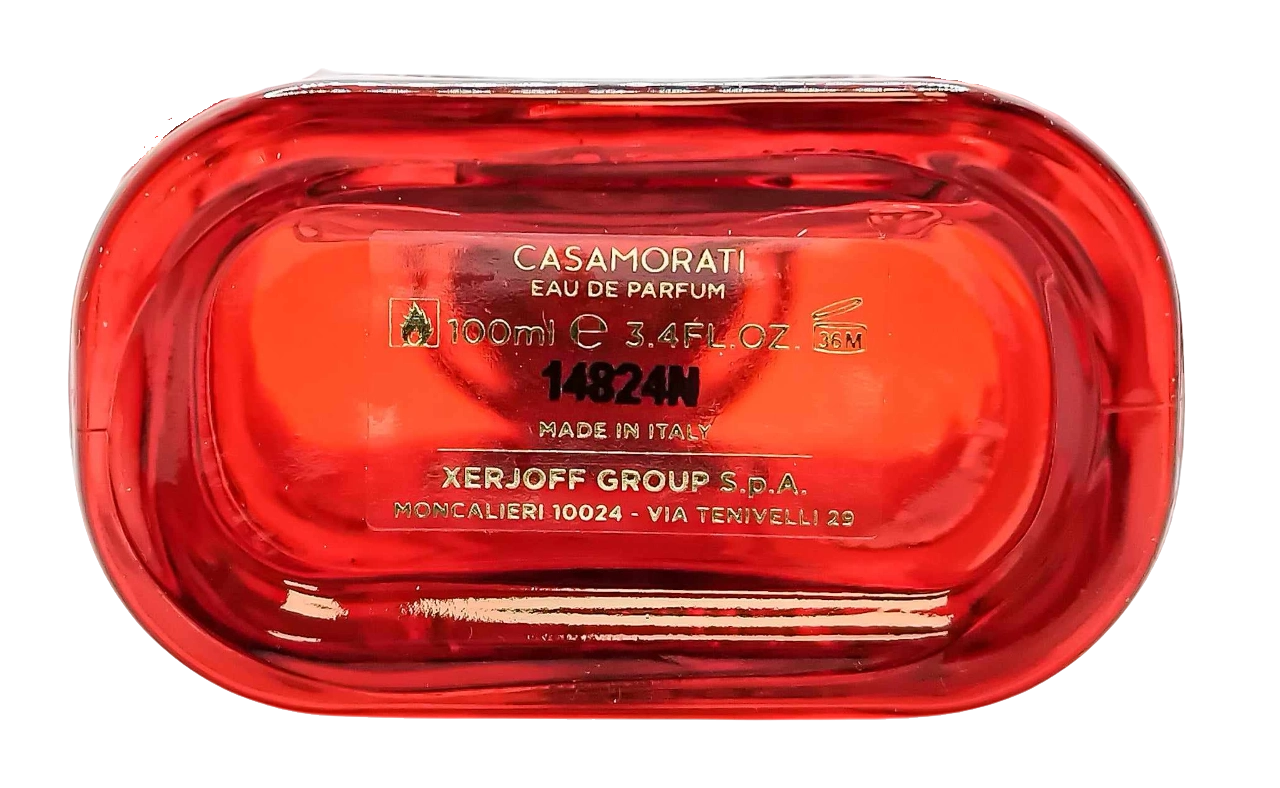 CASAMORATI
EAU DE PARFUM
100ml ℮ 3.4FL.OZ. 36M
14824N
MADE IN ITALY
XERJOFF GROUP S.p.A.
MONCALIERI 10024 - VIA TENIVELLI 29